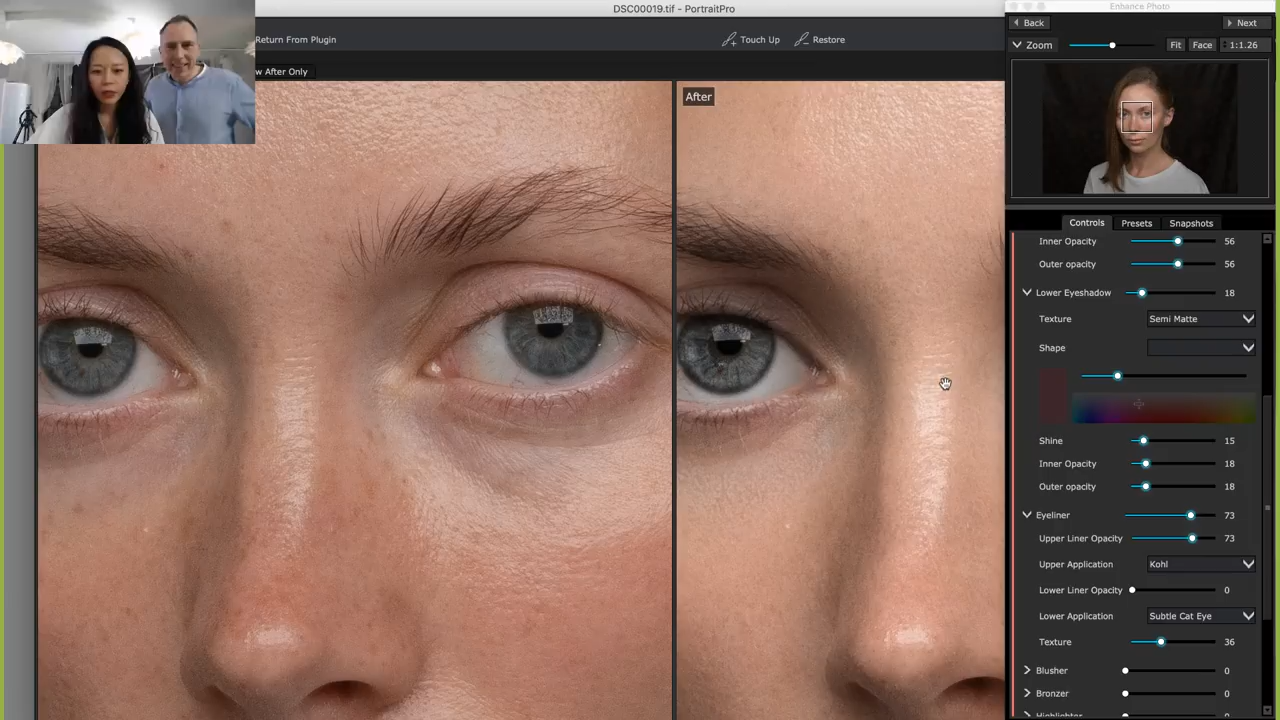 DSC00019.tif - PortraitPro
Enhance Photo
Return From Plugin
Touch Up
Restore
Back
Next
Zoom
Fit
Face
1:1.26
w After Only
After
Controls
Presets
Snapshots
Inner Opacity 56
Outer opacity 56
Lower Eyeshadow 18
Texture Semi Matte
Shape
Shine 15
Inner Opacity 18
Outer opacity 18
Eyeliner 73
Upper Liner Opacity 73
Upper Application Kohl
Lower Liner Opacity 0
Lower Application Subtle Cat Eye
Texture 36
Blusher 0
Bronzer 0
Highlighter 0